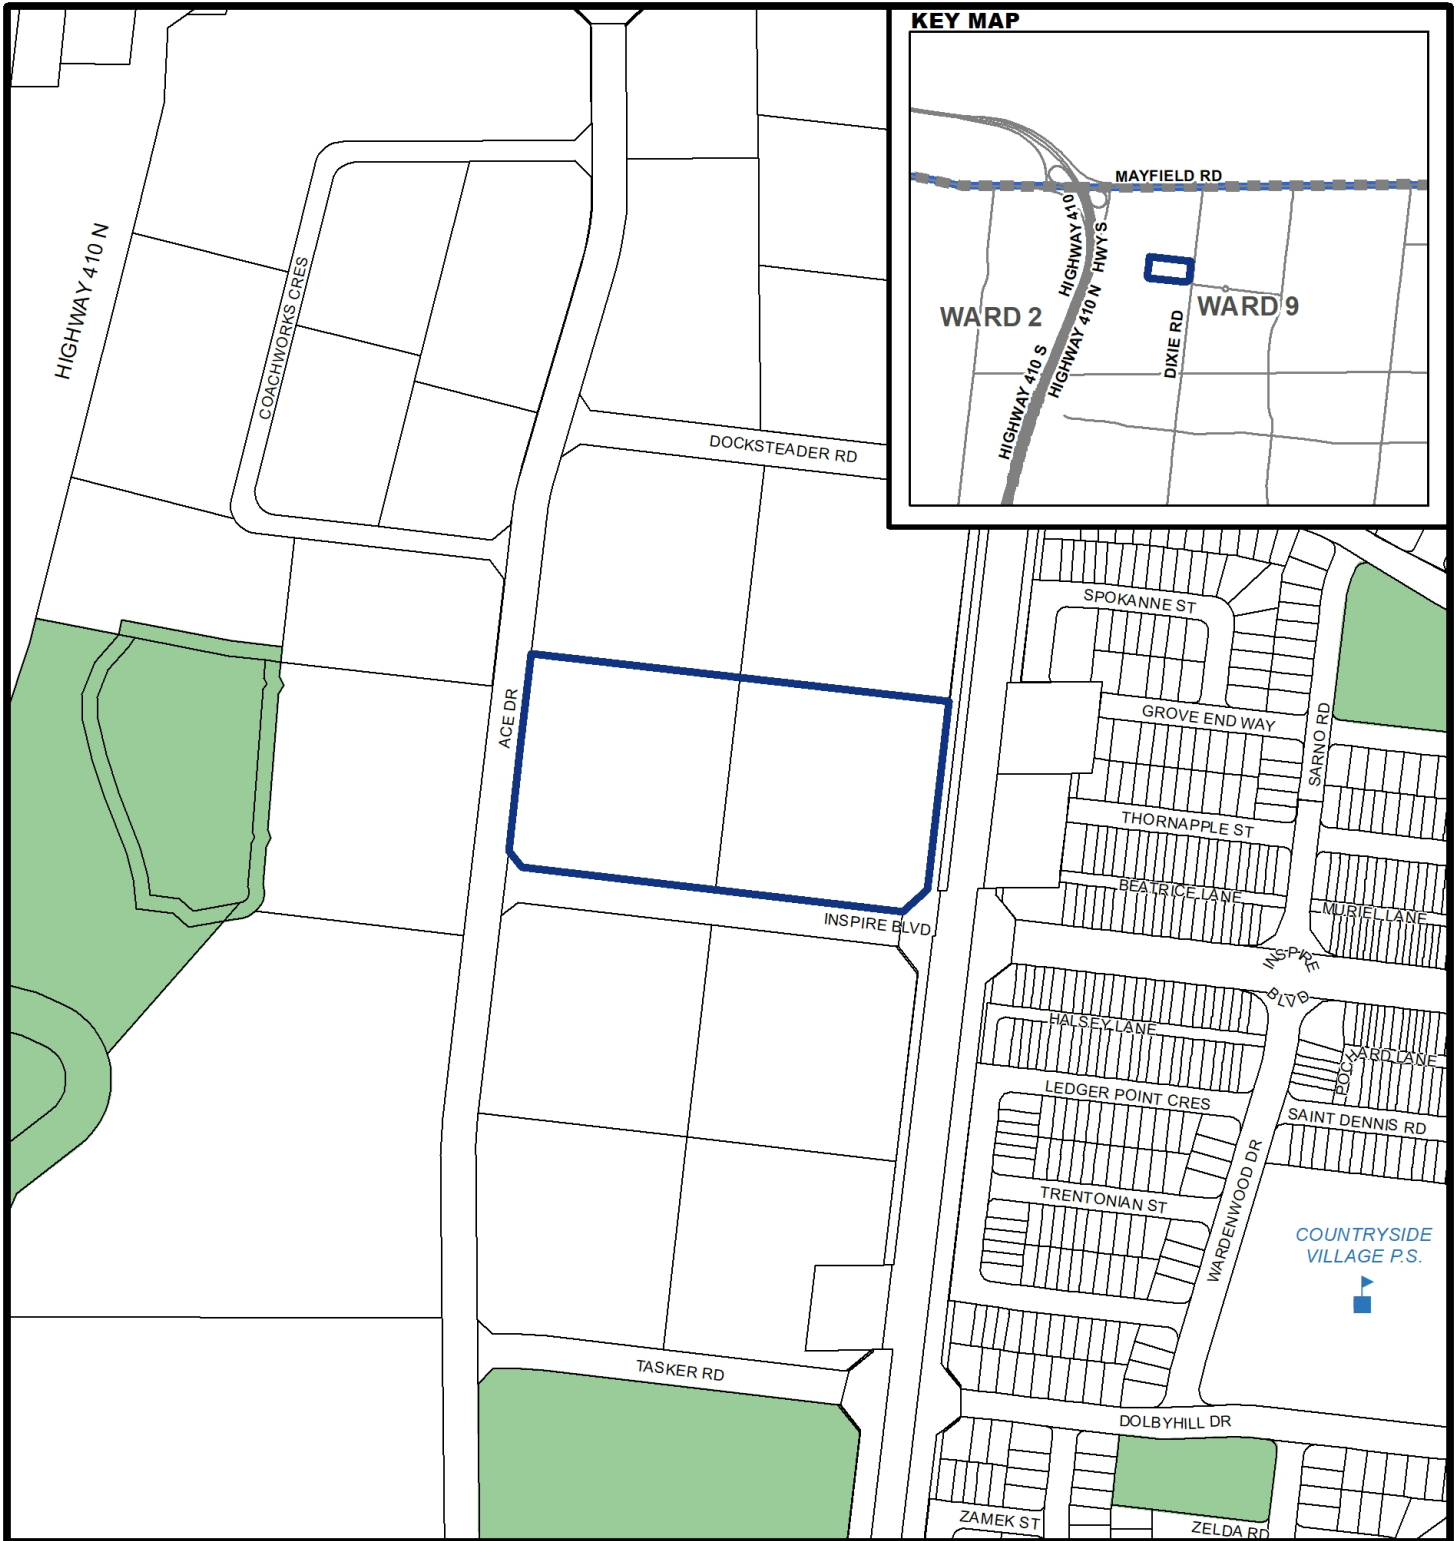 KEY MAP
MAYFIELD RD
HIGHWAY 410
HWY S
WARD 2
WARD 9
HIGHWAY 410 N
DIXIE RD
HIGHWAY 410 S
HIGHWAY 410 N
COACHWORKS CRES
DOCKSTEADER RD
SPOKANNE ST
ACE DR
GROVE END WAY
SARNO RD
THORNAPPLE ST
BEATRICE LANE
MURIEL LANE
INSPIRE BLVD
INSPIRE
BLVD
HALSEY LANE
POCHARD LANE
LEDGER POINT CRES
SAINT DENNIS RD
TRENTONIAN ST
WARDENWOOD DR
COUNTRYSIDE
VILLAGE P.S.
TASKER RD
DOLBYHILL DR
ZAMEK ST
ZELDA RD